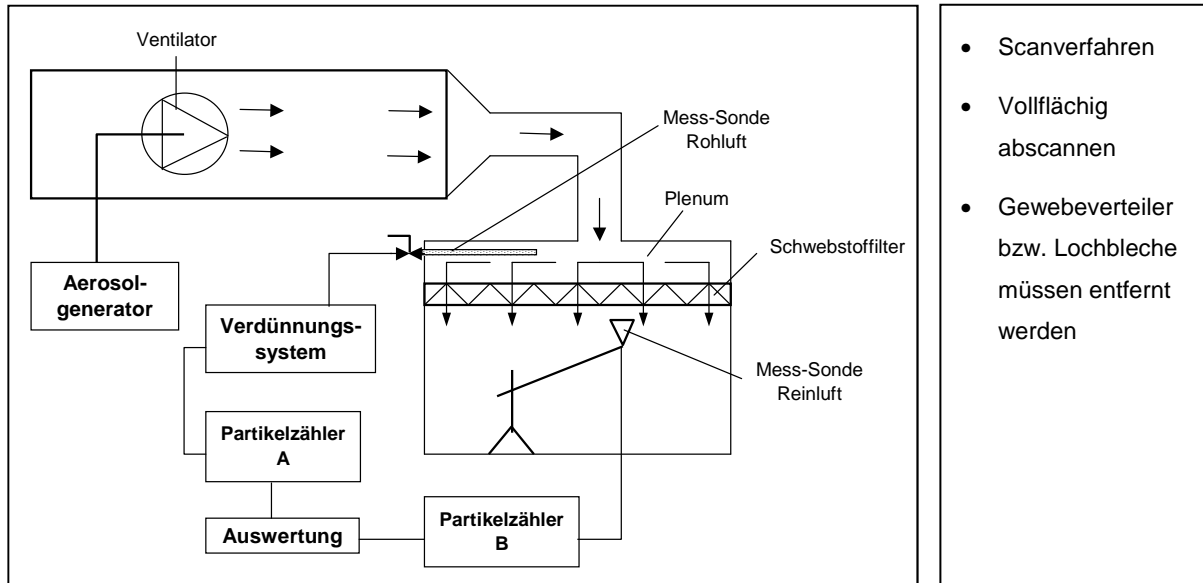 Ventilator
Mess-Sonde
Rohluft
Plenum
Schwebstoffilter
Aerosol-
generator
Verdünnungs-
system
Mess-Sonde
Reinluft
Partikelzähler
A
Auswertung
Partikelzähler
B
• Scanverfahren
• Vollflächig
abscannen
• Gewebeverteiler
bzw. Lochbleche
müssen entfernt
werden